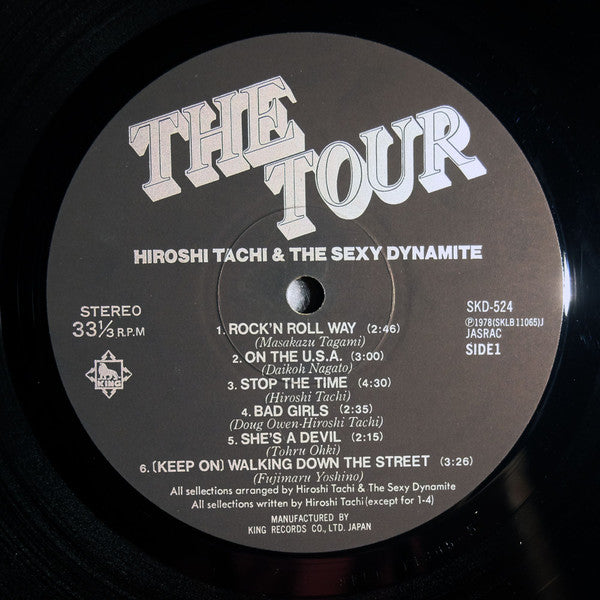 THE
TOUR
HIROSHI TACHI & THE SEXY DYNAMITE
STEREO
33⅓ R.P.M
KING
SKD-524
Ⓟ1978(SKLB11065)J
JASRAC
SIDE1
1. ROCK'N ROLL WAY (2:46)
(Masakazu Tagami)
2. ON THE U.S.A. (3:00)
(Daikoh Nagato)
3. STOP THE TIME (4:30)
(Hiroshi Tachi)
4. BAD GIRLS (2:35)
(Doug Owen-Hiroshi Tachi)
5. SHE'S A DEVIL (2:15)
(Tohru Ohki)
6. (KEEP ON) WALKING DOWN THE STREET (3:26)
(Fujimaru Yoshino)
All sellections arranged by Hiroshi Tachi & The Sexy Dynamite
All sellections written by Hiroshi Tachi(except for 1-4)
MANUFACTURED BY
KING RECORDS CO., LTD. JAPAN